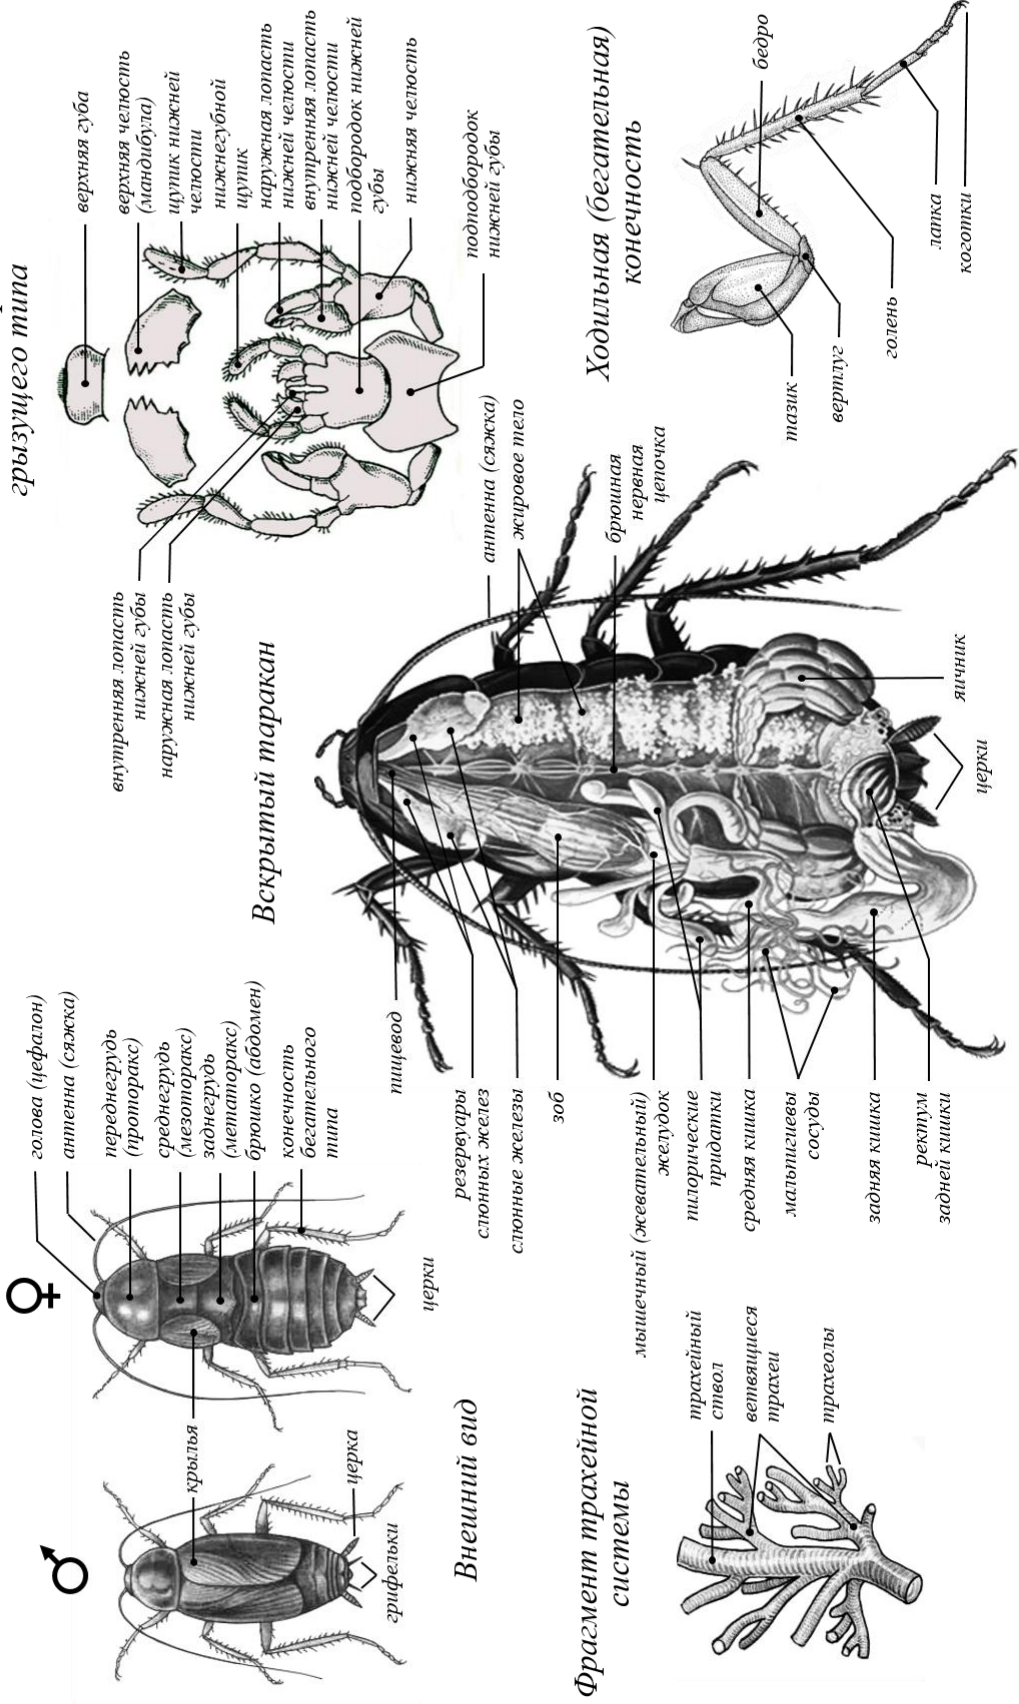 ♂
♀
голова (цефалон)
антенна (сяжка)
переднегрудь
(проторакс)
среднегрудь
(мезоторакс)
заднегрудь
(метаторакс)
брюшко (абдомен)
конечность
бегательного
типа
крылья
церки
церка
грифельки
Внешний вид
Фрагмент трахейной
системы
трахейный
ствол
ветвящиеся
трахеи
трахеолы
Вскрытый таракан
пищевод
резервуары
слюнных желез
слюнные железы
зоб
мышечный (жевательный)
желудок
пилорические
придатки
средняя кишка
мальпигиевы
сосуды
задняя кишка
ректум
задней кишки
антенна (сяжка)
жировое тело
брюшная
нервная
цепочка
яичник
церки
грызущего типа
внутренняя лопасть
нижней губы
наружная лопасть
нижней губы
верхняя губа
верхняя челюсть
(мандибула)
щупик нижней
челюсти
нижнегубной
щупик
наружная лопасть
нижней челюсти
внутренняя лопасть
нижней челюсти
подбородок нижней
губы
нижняя челюсть
подподбородок
нижней губы
Ходильная (бегательная)
конечность
тазик
вертлуг
голень
бедро
лапка
коготки